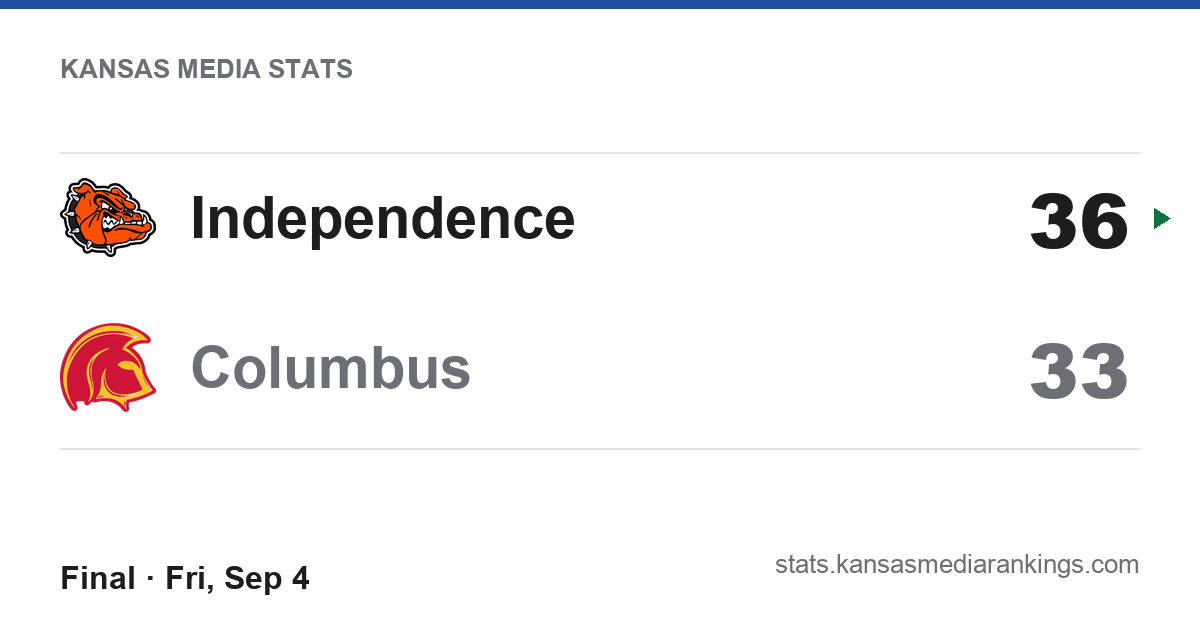 KANSAS MEDIA STATS
Independence 36
Columbus 33
Final · Fri, Sep 4
stats.kansasmediarankings.com